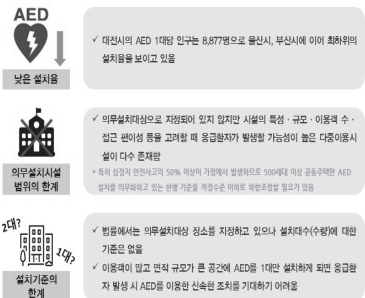 AED
낮은 설치율
✓ 대전시의 AED 1대당 인구는 8,877명으로 울산시, 부산시에 이어 최하위의
설치율을 보이고 있음
의무설치시설
범위의 한계
✓ 의무설치대상으로 지정되어 있지 않지만 시설의 특성·규모·이용객 수·
접근 편이성 등을 고려할 때 응급환자가 발생할 가능성이 높은 다중이용시
설이 다수 존재함
* 특히 심정지 안전사고의 50% 이상이 가정에서 발생하므로 500세대 이상 공동주택만 AED
설치를 의무화하고 있는 현행 기준을 적정수준 이하로 하향조정할 필요가 있음
2대?
1대?
설치기준의
한계
✓ 법률에서는 의무설치대상 장소를 지정하고 있으나 설치대수(수량)에 대한
기준은 없음
✓ 이용객이 많고 면적 규모가 큰 공간에 AED를 1대만 설치하게 되면 응급환
자 발생 시 AED를 이용한 신속한 조치를 기대하기 어려움